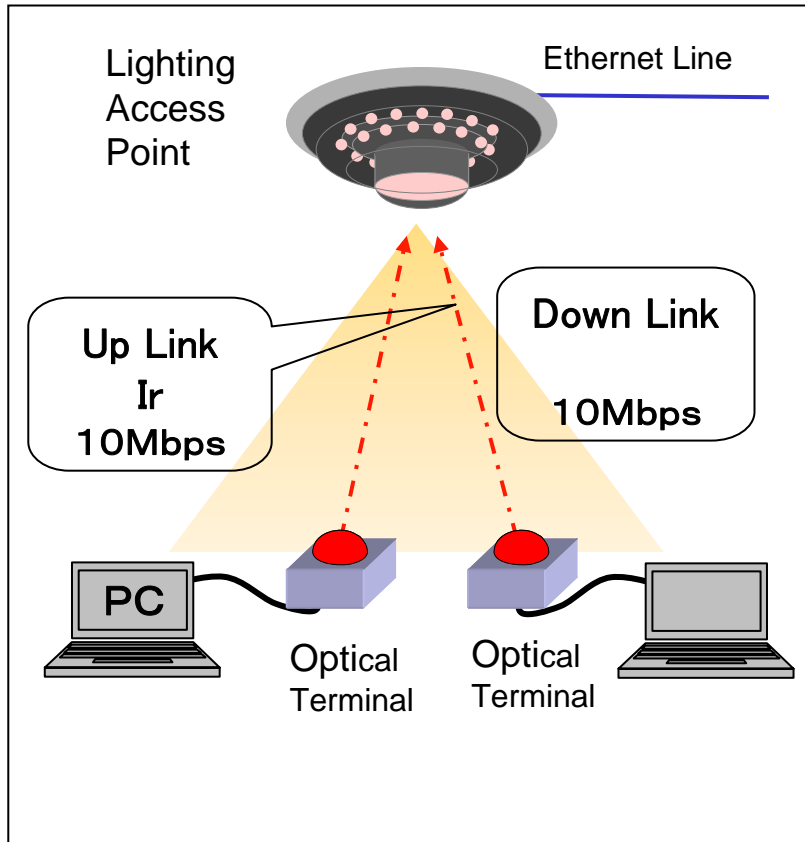 Lighting
Access
Point
Ethernet Line
Up Link
Ir
10Mbps
Down Link
10Mbps
PC
Optical
Terminal
Optical
Terminal